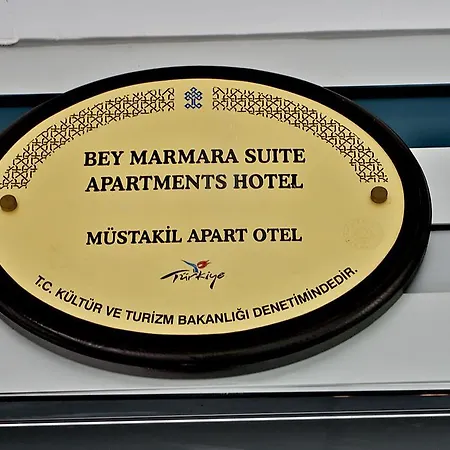 BEY MARMARA SUITE
APARTMENTS HOTEL
MÜSTAKİL APART OTEL
Türkiye
T.C. KÜLTÜR VE TURİZM BAKANLIĞI DENETİMİNDEDİR.